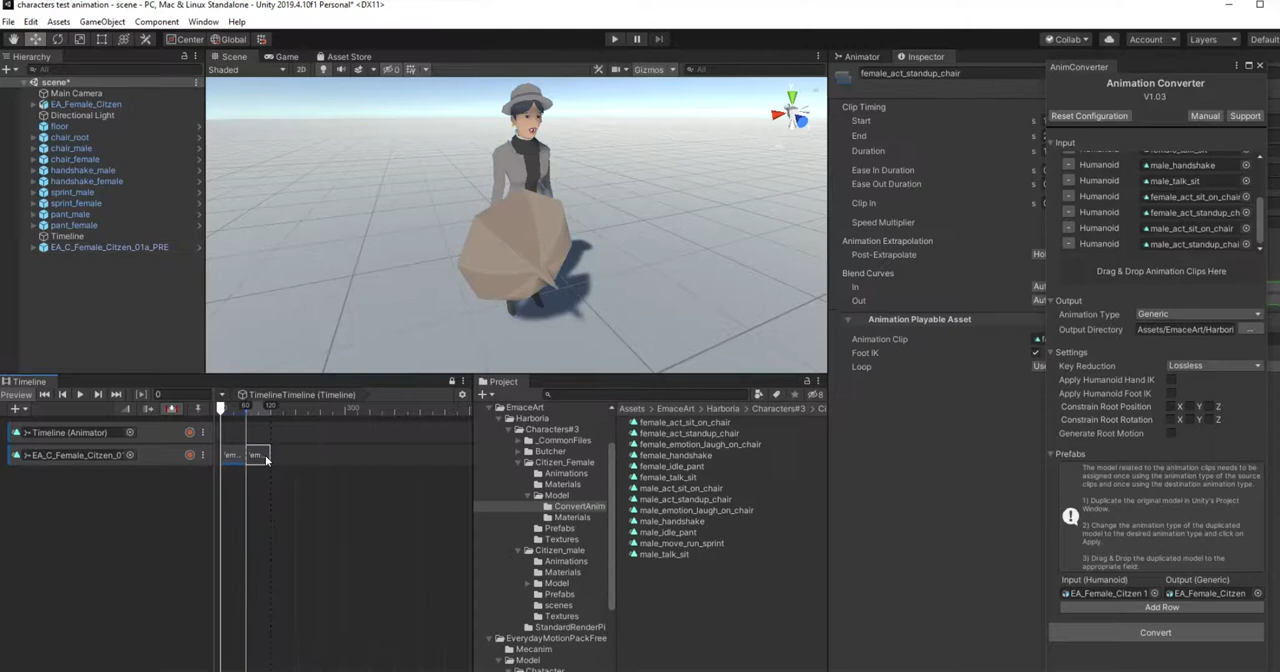 characters test animation - scene - PC, Mac & Linux Standalone - Unity 2019.4.10f1 Personal* <DX11>
File Edit Assets GameObject Component Window Help
Center Global Collab Account Layers Default
Hierarchy
All
scene*
Main Camera
EA_Female_Citzen
Directional Light
floor
chair_root
chair_male
chair_female
handshake_male
handshake_female
sprint_male
sprint_female
pant_male
pant_female
Timeline
EA_C_Female_Citzen_01a_PRE
Scene Game Asset Store
Shaded 2D 0 Gizmos All
Animator Inspector
female_act_standup_chair
Clip Timing
Start s
End s
Duration s
Ease In Duration s
Ease Out Duration s
Clip In s
Speed Multiplier
Animation Extrapolation
Post-Extrapolate Hol
Blend Curves
In Aut
Out Aut
Animation Playable Asset
Animation Clip
Foot IK
Loop Use
AnimConverter
Animation Converter
V1.03
Reset Configuration Manual Support
Input
Humanoid male_handshake
Humanoid male_talk_sit
Humanoid female_act_sit_on_chair
Humanoid female_act_standup_ch
Humanoid male_act_sit_on_chair
Humanoid male_act_standup_chai
Drag & Drop Animation Clips Here
Output
Animation Type Generic
Output Directory Assets/EmaceArt/Harbori ...
Settings
Key Reduction Lossless
Apply Humanoid Hand IK
Apply Humanoid Foot IK
Constrain Root Position X Y Z
Constrain Root Rotation X Y Z
Generate Root Motion
Prefabs
The model related to the animation clips needs to be assigned once using the animation type of the source clips and once using the destination animation type.
1) Duplicate the original model in Unity's Project Window.
2) Change the animation type of the duplicated model to the desired animation type and click on Apply.
3) Drag & Drop the duplicated model to the appropriate field.
Input (Humanoid) Output (Generic)
EA_Female_Citzen 1 EA_Female_Citzen
Add Row
Convert
Timeline
Preview 0 TimelineTimeline (Timeline)
0 60 300
Timeline (Animator)
EA_C_Female_Citzen_0
Project
8
EmaceArt
Harboria
Characters#3
_CommonFiles
Butcher
Citizen_Female
Animations
Materials
Model
ConvertAnim
Materials
Prefabs
Textures
Citizen_male
Animations
Materials
Model
Prefabs
scenes
Textures
StandardRenderPi
EverydayMotionPackFree
Mecanim
Model
Assets > EmaceArt > Harboria > Characters#3 > Ci
female_act_sit_on_chair
female_act_standup_chair
female_emotion_laugh_on_chair
female_handshake
female_idle_pant
female_talk_sit
male_act_sit_on_chair
male_act_standup_chair
male_emotion_laugh_on_chair
male_handshake
male_idle_pant
male_move_run_sprint
male_talk_sit